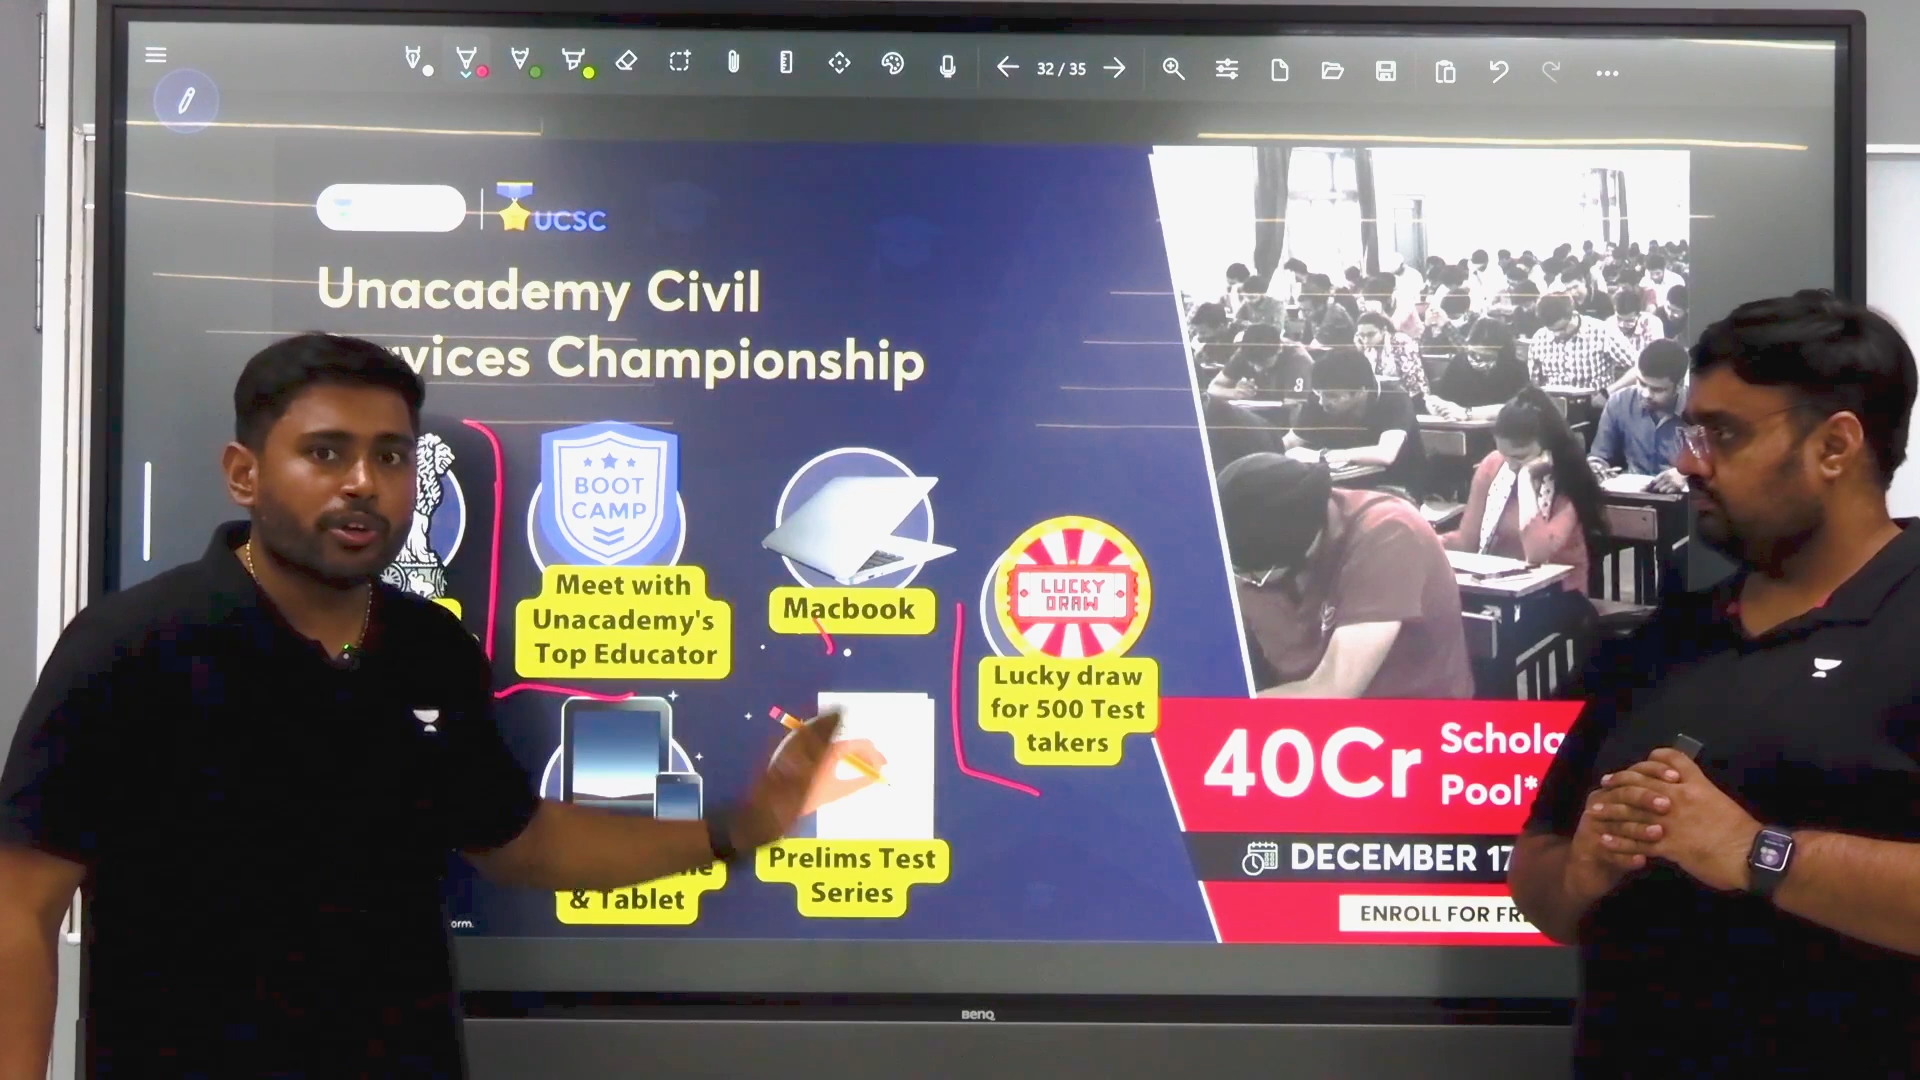 32 / 35
UCSC
Unacademy Civil
vices Championship
BOOT
CAMP
Meet with
Unacademy's
Top Educator
Macbook
LUCKY
DRAW
Lucky draw
for 500 Test
takers
& Tablet
Prelims Test
Series
orm.
40Cr
Schola
Pool*
DECEMBER 17
ENROLL FOR FR
BenQ